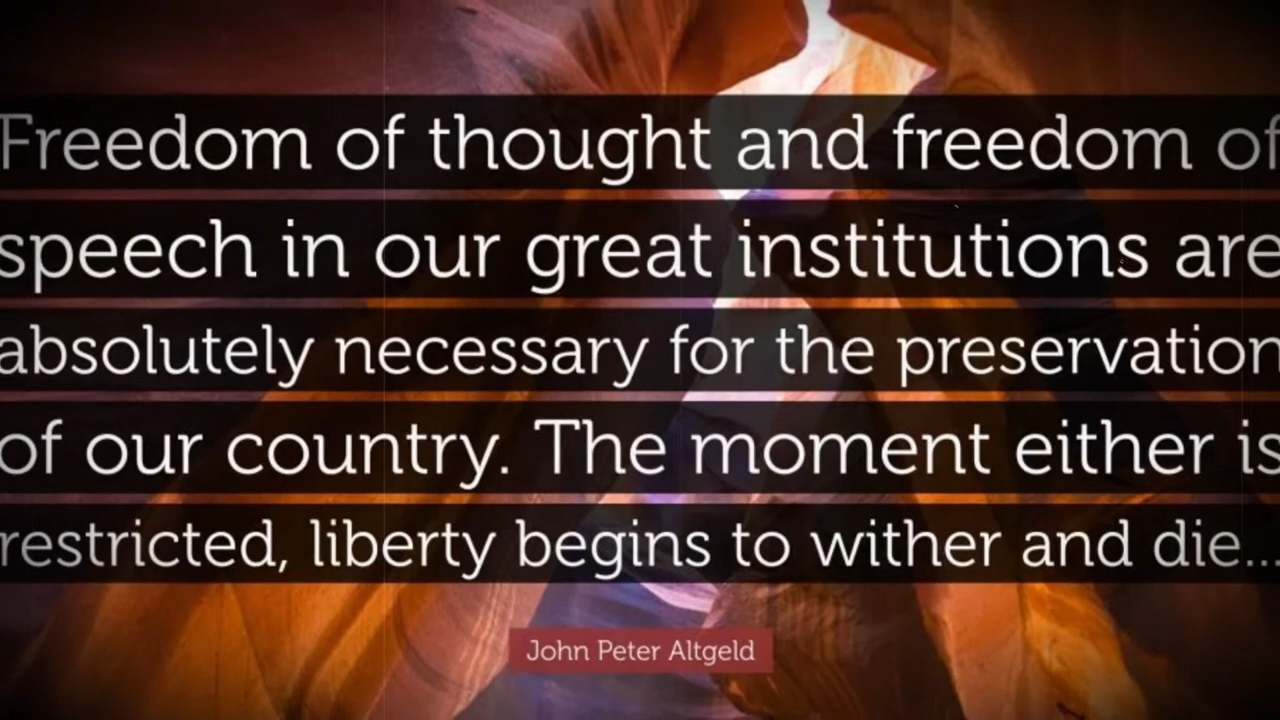 Freedom of thought and freedom of
speech in our great institutions are
absolutely necessary for the preservation
of our country. The moment either is
restricted, liberty begins to wither and die...
John Peter Altgeld